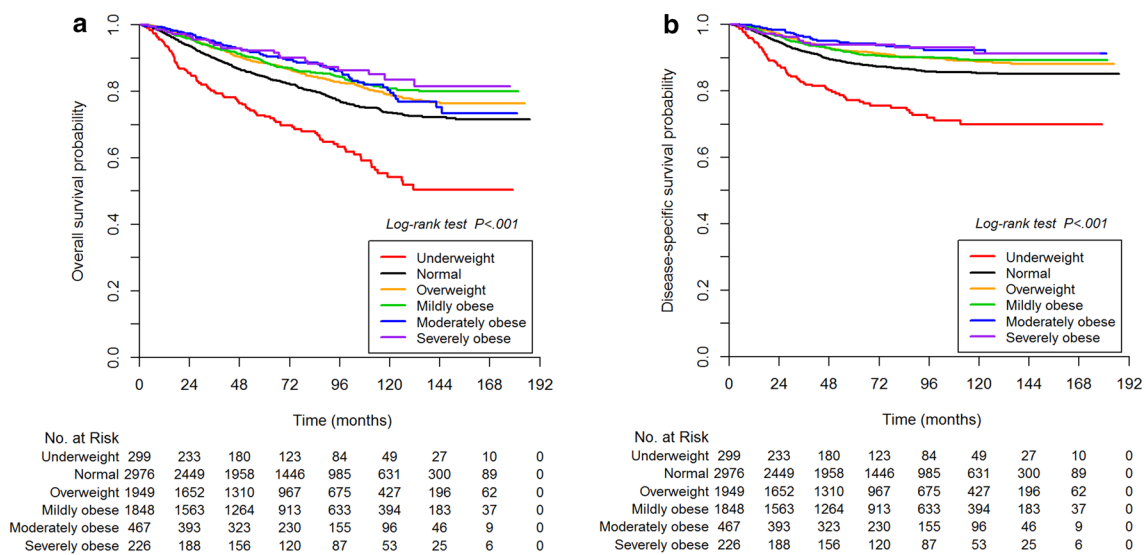 a
Overall survival probability
1.0
0.8
0.6
0.4
0.2
0.0
Log-rank test P<.001
Underweight
Normal
Overweight
Mildly obese
Moderately obese
Severely obese
0 24 48 72 96 120 144 168 192
Time (months)
No. at Risk
Underweight 299 233 180 123 84 49 27 10 0
Normal 2976 2449 1958 1446 985 631 300 89 0
Overweight 1949 1652 1310 967 675 427 196 62 0
Mildly obese 1848 1563 1264 913 633 394 183 37 0
Moderately obese 467 393 323 230 155 96 46 9 0
Severely obese 226 188 156 120 87 53 25 6 0
b
Disease-specific survival probability
1.0
0.8
0.6
0.4
0.2
0.0
Log-rank test P<.001
Underweight
Normal
Overweight
Mildly obese
Moderately obese
Severely obese
0 24 48 72 96 120 144 168 192
Time (months)
No. at Risk
Underweight 299 233 180 123 84 49 27 10 0
Normal 2976 2449 1958 1446 985 631 300 89 0
Overweight 1949 1652 1310 967 675 427 196 62 0
Mildly obese 1848 1563 1264 913 633 394 183 37 0
Moderately obese 467 393 323 230 155 96 46 9 0
Severely obese 226 188 156 120 87 53 25 6 0